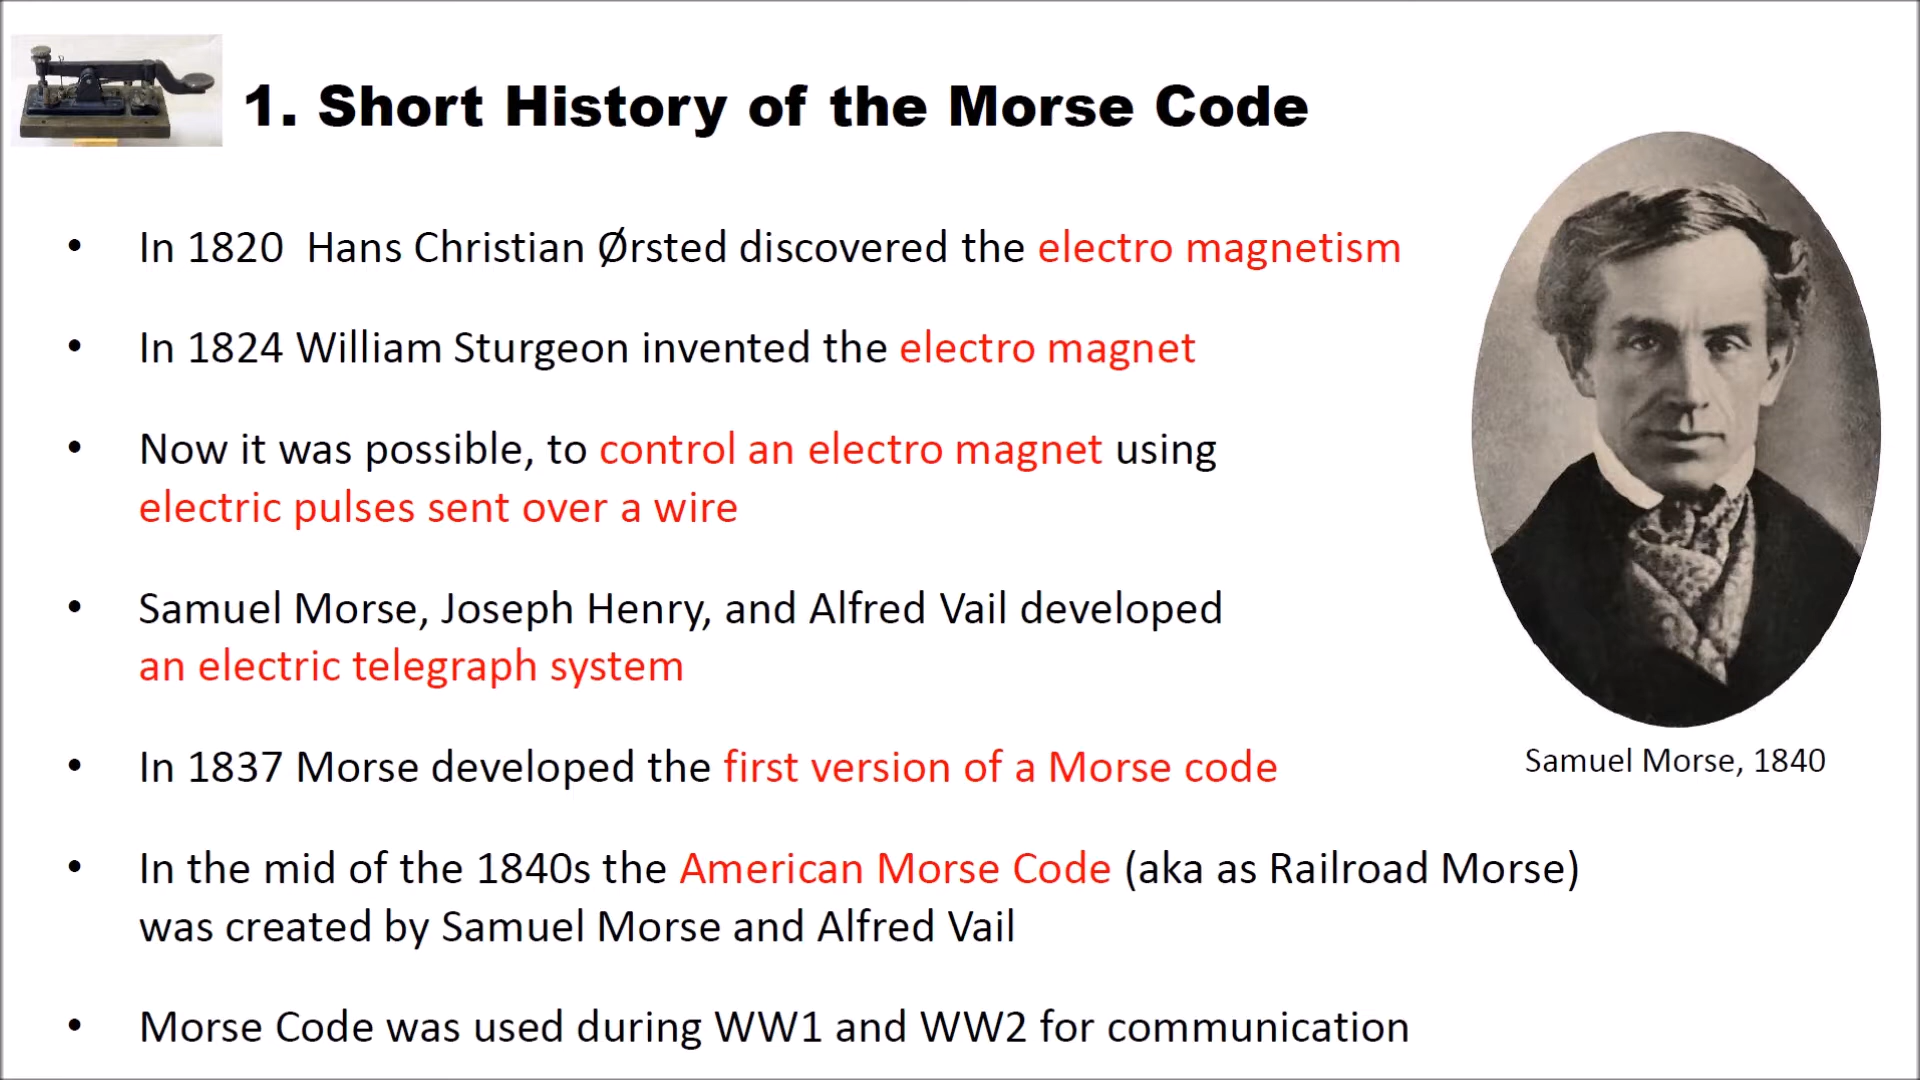 1. Short History of the Morse Code
• In 1820  Hans Christian Ørsted discovered the electro magnetism
• In 1824 William Sturgeon invented the electro magnet
• Now it was possible, to control an electro magnet using
electric pulses sent over a wire
• Samuel Morse, Joseph Henry, and Alfred Vail developed
an electric telegraph system
• In 1837 Morse developed the first version of a Morse code
• In the mid of the 1840s the American Morse Code (aka as Railroad Morse)
was created by Samuel Morse and Alfred Vail
• Morse Code was used during WW1 and WW2 for communication
Samuel Morse, 1840